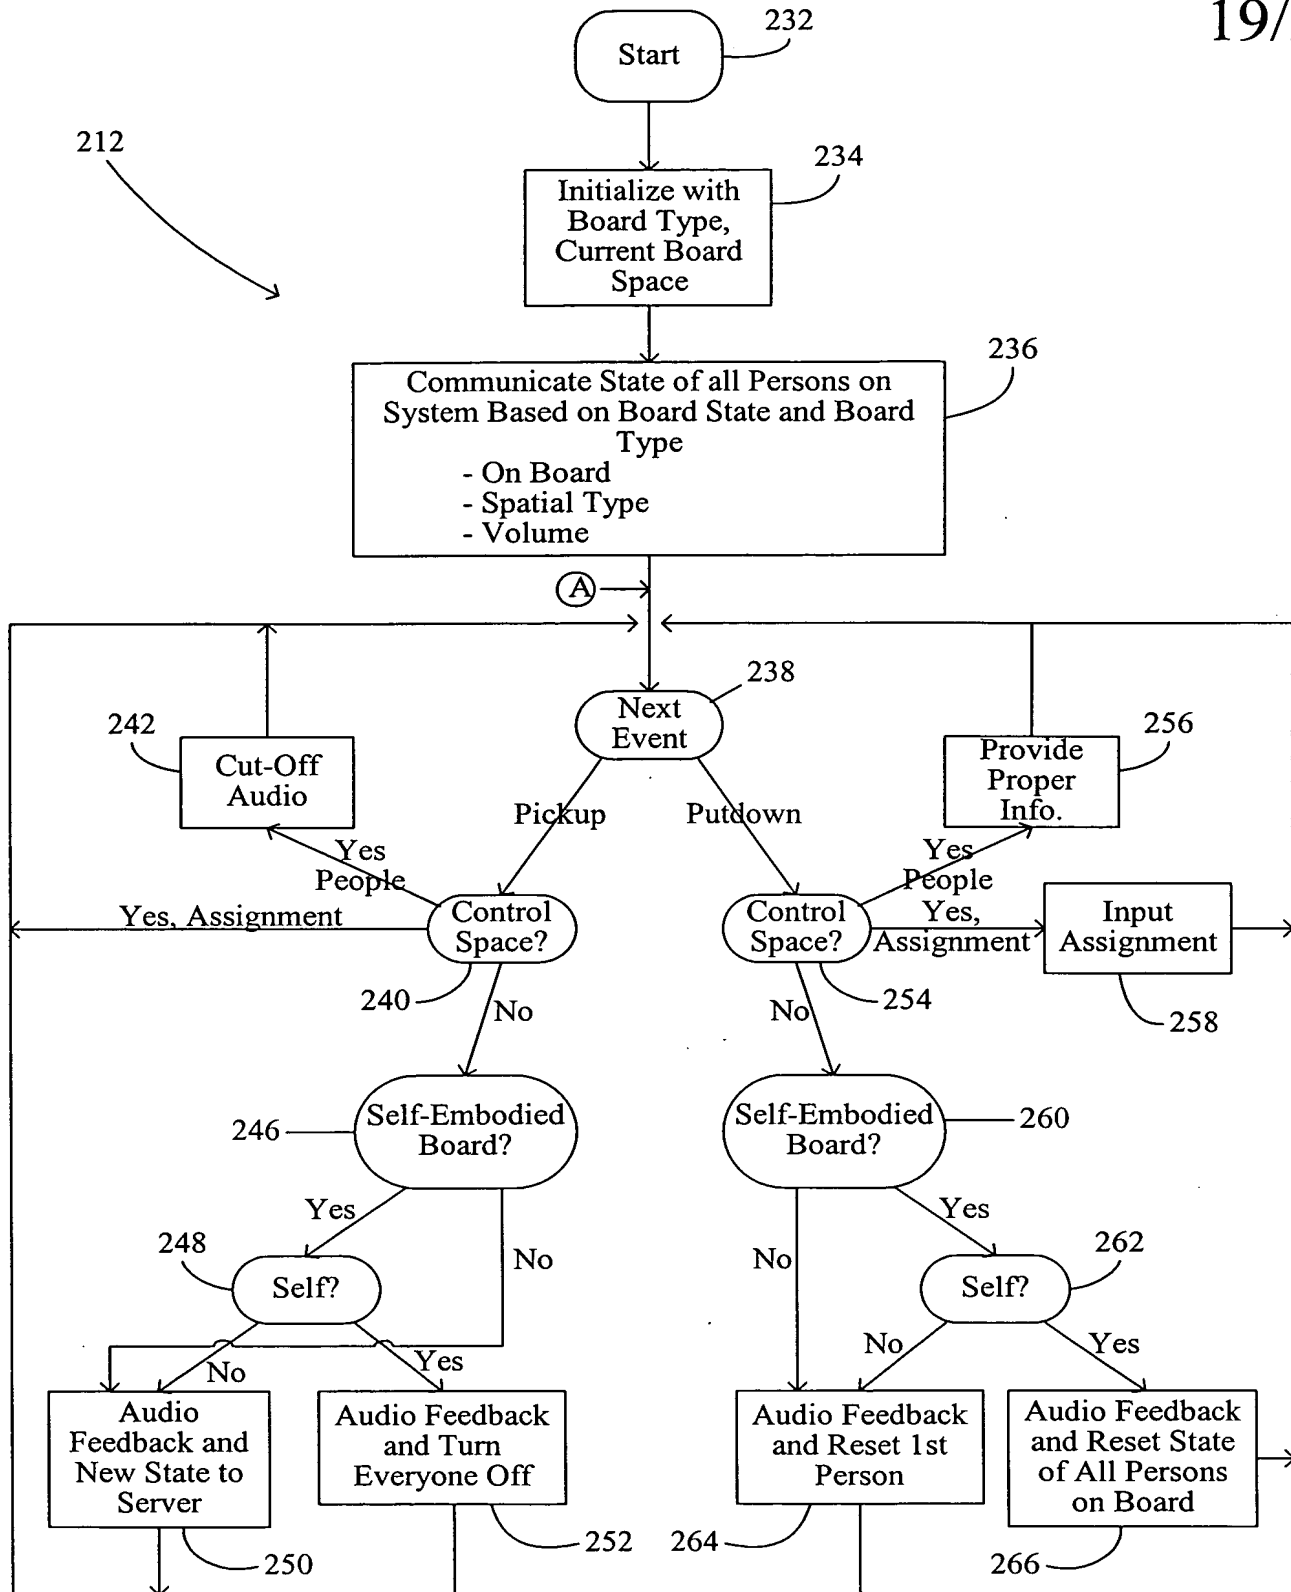 19/
232
Start
212
234
Initialize with
Board Type,
Current Board
Space
236
Communicate State of all Persons on
System Based on Board State and Board
Type
- On Board
- Spatial Type
- Volume
A
238
Next
Event
242
Cut-Off
Audio
256
Provide
Proper
Info.
Pickup
Putdown
Yes
People
Yes
People
Yes, Assignment
Control
Space?
Control
Space?
Yes,
Assignment
Input
Assignment
240
No
254
No
258
246
Self-Embodied
Board?
Self-Embodied
Board?
260
Yes
No
248
Self?
Yes
No
262
Self?
No
Yes
No
Yes
Audio
Feedback and
New State to
Server
Audio Feedback
and Turn
Everyone Off
Audio Feedback
and Reset 1st
Person
Audio Feedback
and Reset State
of All Persons
on Board
250
252
264
266